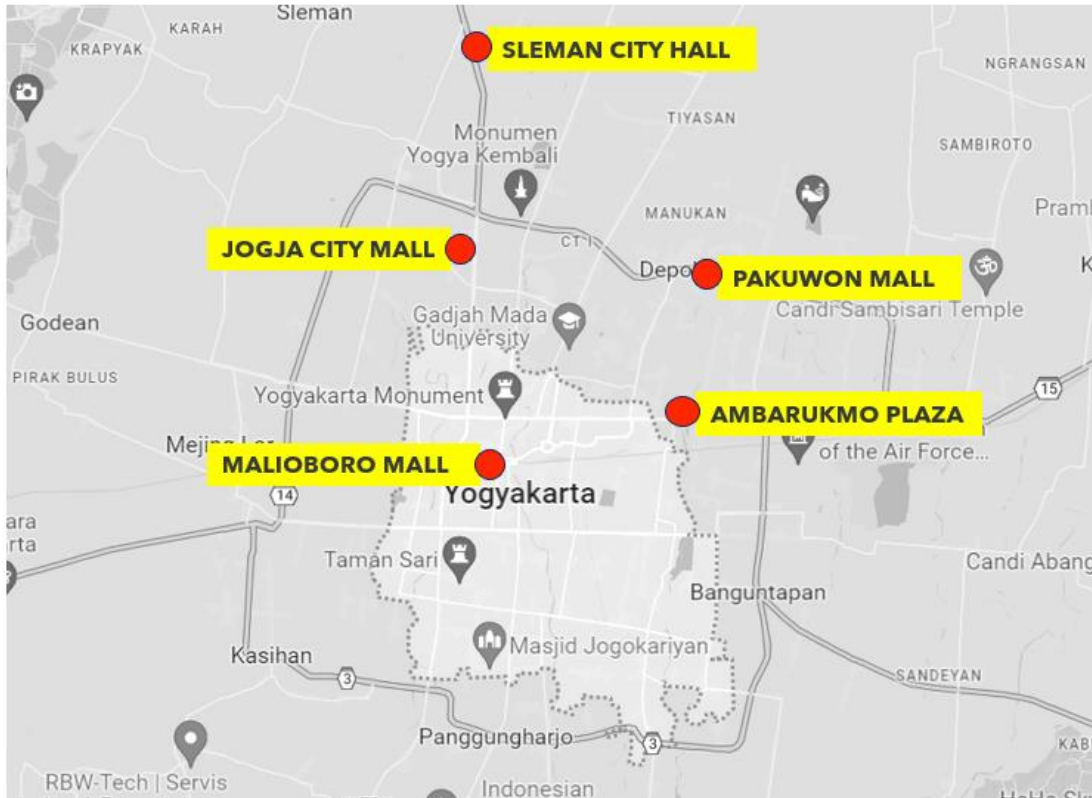 Sleman
KARAH
KRAPYAK
SLEMAN CITY HALL
NGRANGSAN
TIYASAN
Monumen
Yogya Kembali
SAMBIROTO
MANUKAN
JOGJA CITY MALL
CT I
PAKUWON MALL
Candi Sambisari Temple
Godean
Gadjah Mada
University
PIRAK BULUS
Yogyakarta Monument
15
AMBARUKMO PLAZA
of the Air Force...
MALIOBORO MALL
14
Yogyakarta
Taman Sari
Candi Abang
Banguntapan
Masjid Jogokariyan
Kasihan
3
SANDEYAN
Panggungharjo
3
RBW-Tech | Servis
Indonesian